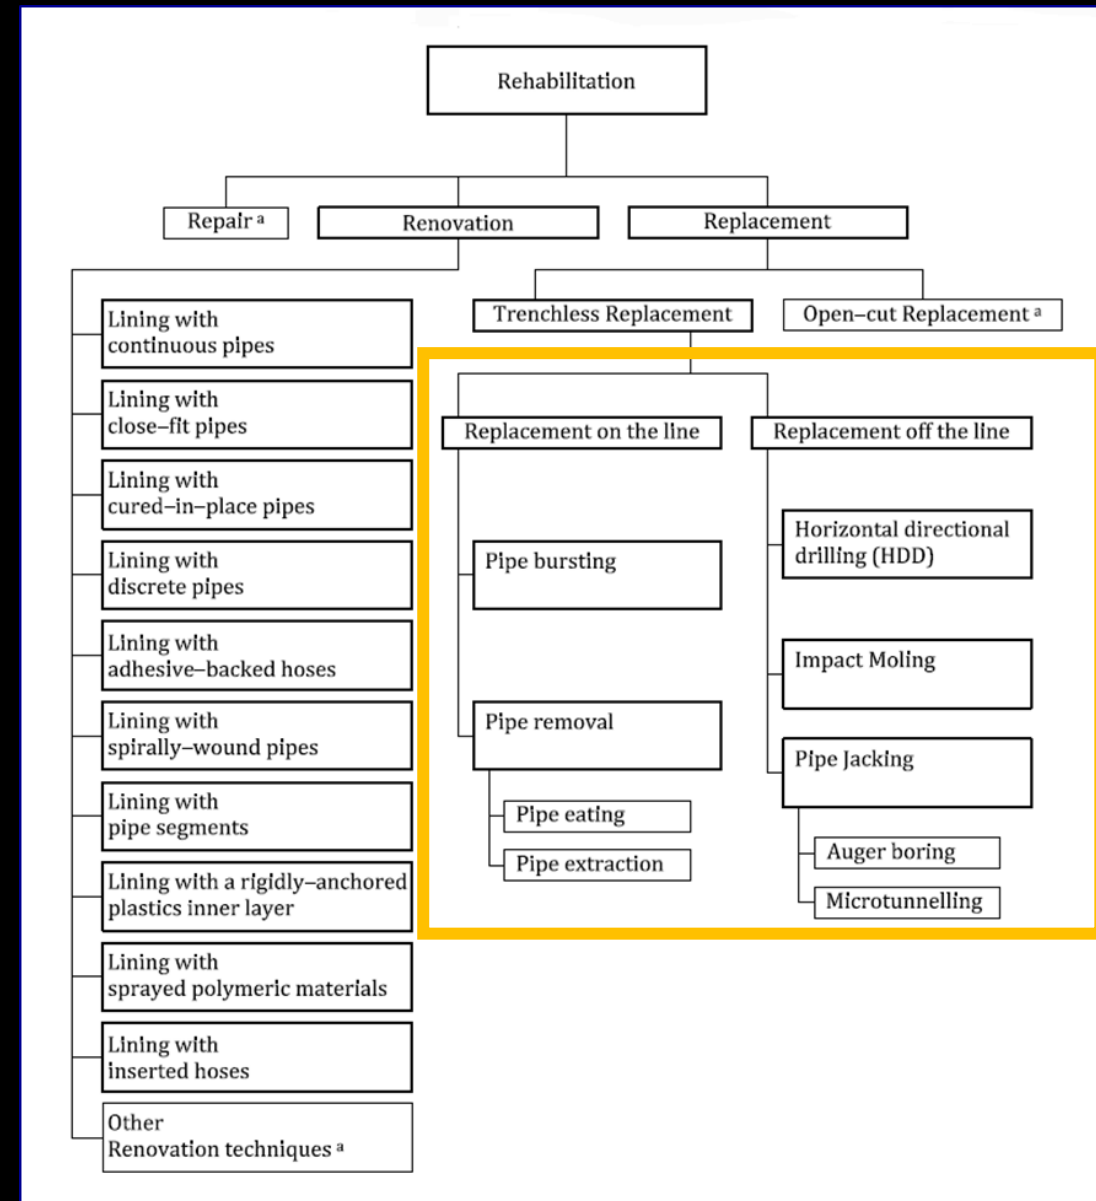 Rehabilitation
Repair a
Renovation
Replacement
Trenchless Replacement
Open–cut Replacement a
Lining with
continuous pipes
Lining with
close–fit pipes
Lining with
cured–in–place pipes
Lining with
discrete pipes
Lining with
adhesive–backed hoses
Lining with
spirally–wound pipes
Lining with
pipe segments
Lining with a rigidly–anchored
plastics inner layer
Lining with
sprayed polymeric materials
Lining with
inserted hoses
Other
Renovation techniques a
Replacement on the line
Pipe bursting
Pipe removal
Pipe eating
Pipe extraction
Replacement off the line
Horizontal directional
drilling (HDD)
Impact Moling
Pipe Jacking
Auger boring
Microtunnelling